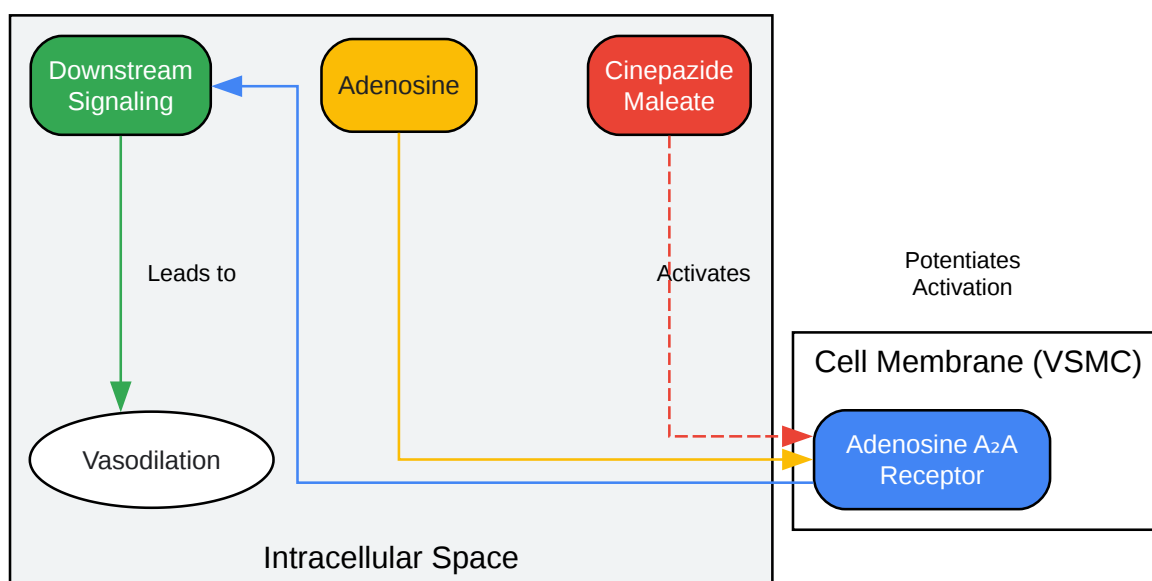 Downstream
Signaling
Adenosine
Cinepazide
Maleate
Leads to
Activates
Potentiates
Activation
Cell Membrane (VSMC)
Adenosine A₂A
Receptor
Vasodilation
Intracellular Space